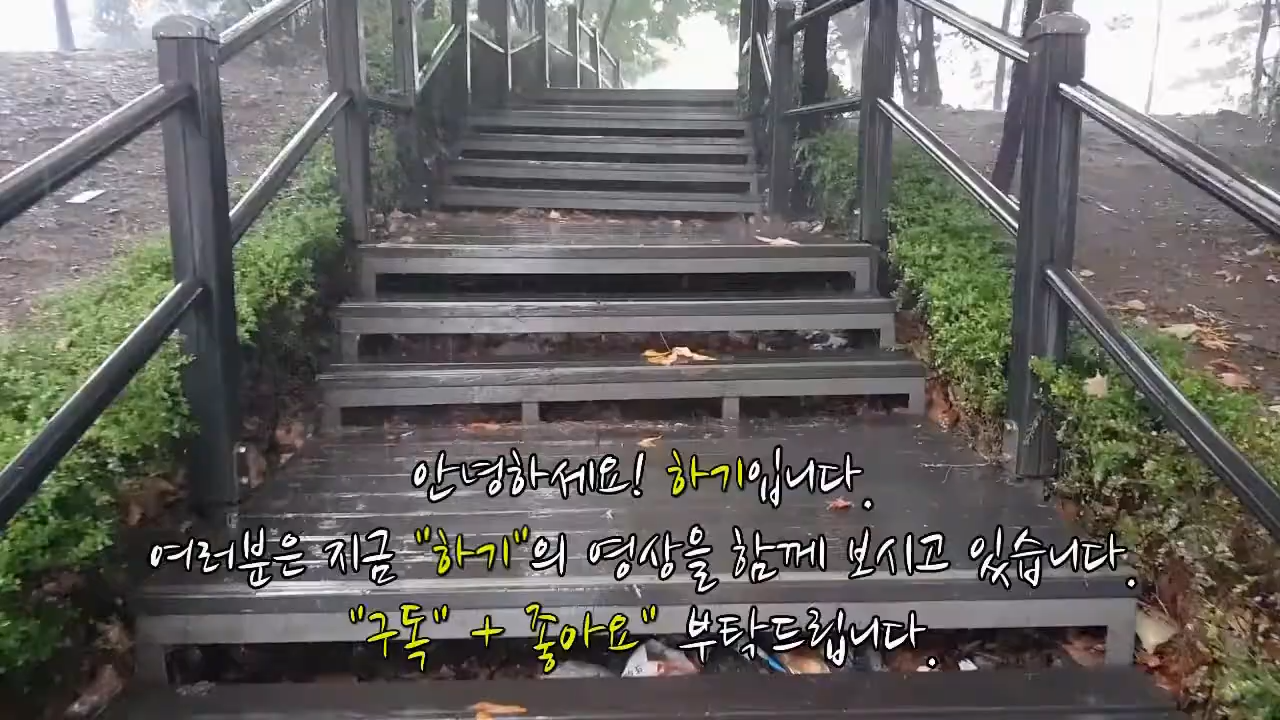 안녕하세요! 하기입니다.
여러분은 지금 "하기"의 영상을 함께 보시고 있습니다.
"구독" + 좋아요" 부탁드립니다.